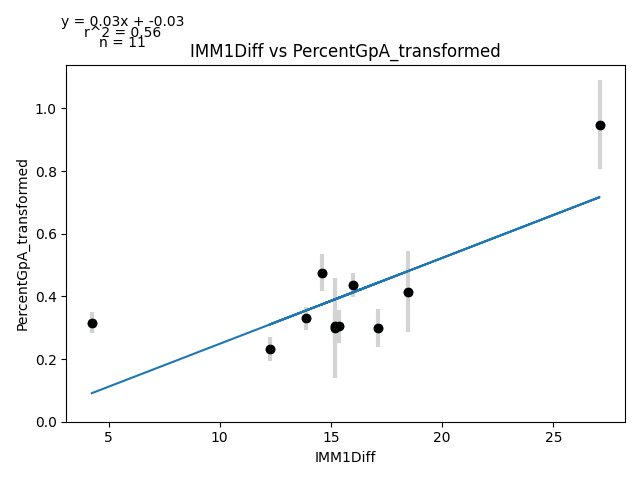 y = 0.03x + -0.03
r^2 = 0.56
n = 11
IMM1Diff vs PercentGpA_transformed
PercentGpA_transformed
1.0
0.8
0.6
0.4
0.2
0.0
5 10 15 20 25
IMM1Diff